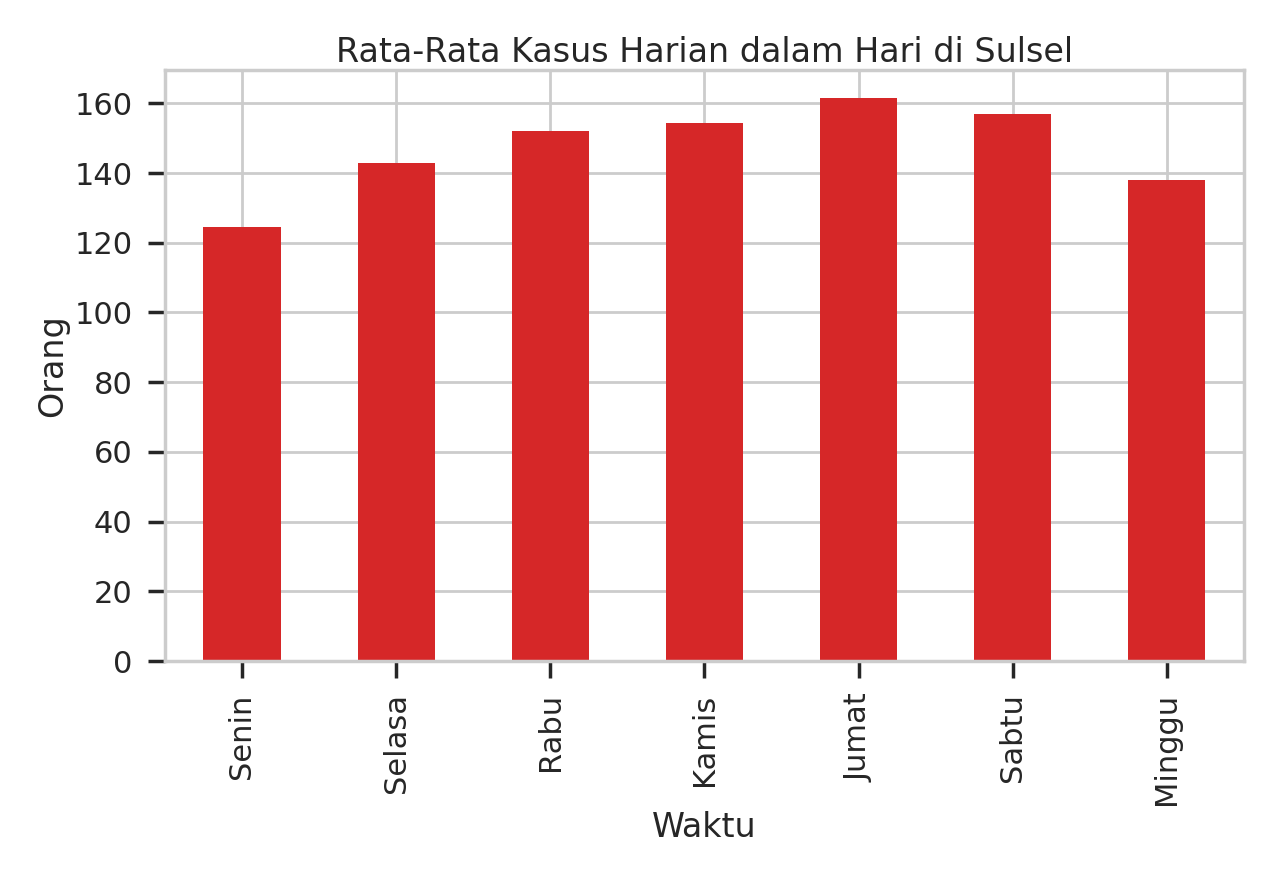 Rata-Rata Kasus Harian dalam Hari di Sulsel
Orang
160
140
120
100
80
60
40
20
0
Senin
Selasa
Rabu
Kamis
Jumat
Sabtu
Minggu
Waktu